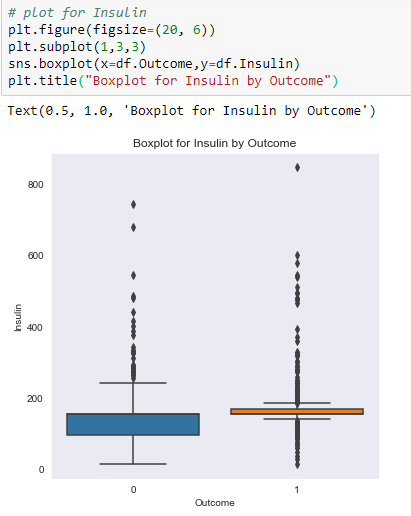 # plot for Insulin
plt.figure(figsize=(20, 6))
plt.subplot(1,3,3)
sns.boxplot(x=df.Outcome,y=df.Insulin)
plt.title("Boxplot for Insulin by Outcome")
Text(0.5, 1.0, 'Boxplot for Insulin by Outcome')
Boxplot for Insulin by Outcome
800
600
400
200
0
Insulin
0 1
Outcome